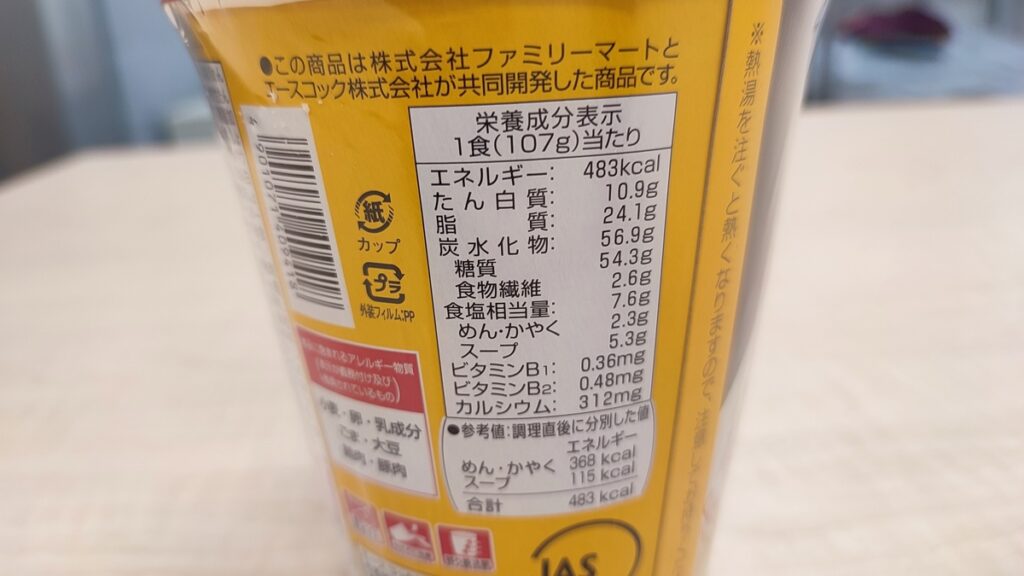 ●この商品は株式会社ファミリーマートと
エースコック株式会社が共同開発した商品です。
栄養成分表示
1食(107g)当たり
エネルギー: 483kcal
たん白質: 10.9g
脂質: 24.1g
炭水化物: 56.9g
糖質 54.3g
食物繊維 2.6g
食塩相当量: 7.6g
めん・かやく 2.3g
スープ 5.3g
ビタミンB1: 0.36mg
ビタミンB2: 0.48mg
カルシウム: 312mg
●参考値:調理直後に分別した値
エネルギー
めん・かやく 368 kcal
スープ 115 kcal
合計 483 kcal
紙
カップ
プラ
外装フィルム:PP
アレルギー物質
小麦・卵・乳成分
ごま・大豆
豚肉
JAS
※熱湯を注ぐと熱くなりますので、注意